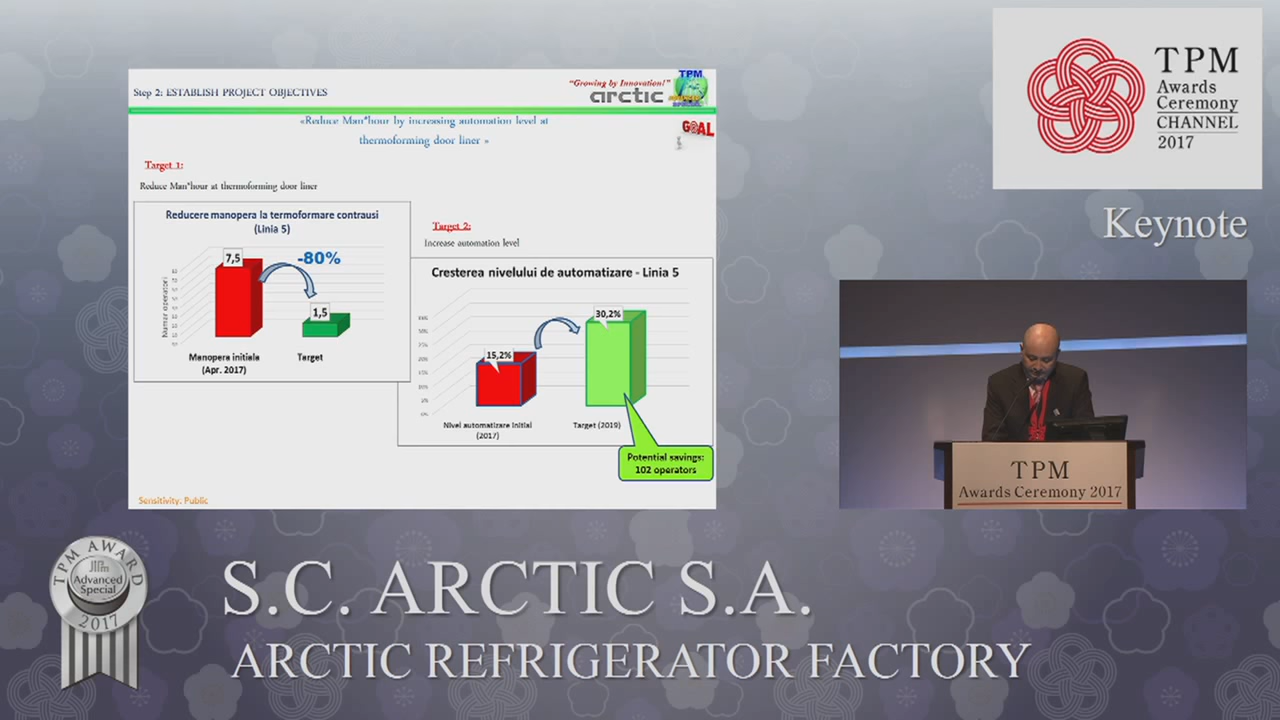 Step 2: ESTABLISH PROJECT OBJECTIVES
"Growing by Innovation!"
arctic
TPM
«Reduce Man*hour by increasing automation level at
thermoforming door liner »
GOAL
Target 1:
Reduce Man*hour at thermoforming door liner
Reducere manopera la termoformare contrausi
(Linia 5)
7,5
-80%
1,5
Numar operatori
Manopera initiala
(Apr. 2017)
Target
Target 2:
Increase automation level
Cresterea nivelului de automatizare - Linia 5
15,2%
30,2%
Nivel automatizare initial
(2017)
Target (2019)
Potential savings:
102 operators
Sensitivity: Public
TPM
Awards
Ceremony
CHANNEL
2017
Keynote
TPM
Awards Ceremony 2017
TPM AWARD
JIPM
Advanced
Special
2017
S.C. ARCTIC S.A.
ARCTIC REFRIGERATOR FACTORY